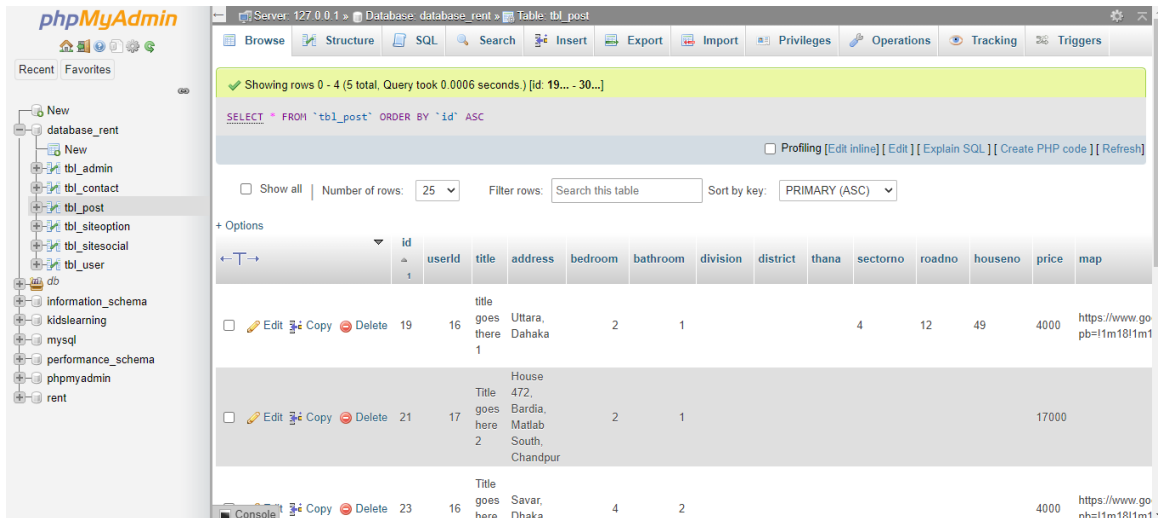 phpMyAdmin
Recent Favorites
New
database_rent
New
tbl_admin
tbl_contact
tbl_post
tbl_siteoption
tbl_sitesocial
tbl_user
db
information_schema
kidslearning
mysql
performance_schema
phpmyadmin
rent
Server: 127.0.0.1 » Database: database_rent » Table: tbl_post
Browse Structure SQL Search Insert Export Import Privileges Operations Tracking Triggers
Showing rows 0 - 4 (5 total, Query took 0.0006 seconds.) [id: 19... - 30...]
SELECT * FROM `tbl_post` ORDER BY `id` ASC
Profiling [Edit inline] [ Edit ] [ Explain SQL ] [ Create PHP code ] [ Refresh]
Show all | Number of rows: 25 Filter rows: Search this table Sort by key: PRIMARY (ASC)
+ Options
←T→ id 1 userId title address bedroom bathroom division district thana sectorno roadno houseno price map
title
goes Uttara,
Edit Copy Delete 19 16 there Dahaka 2 1 4 12 49 4000 https://www.go
1 pb=!1m18!1m1
House
Title 472,
goes Bardia,
Edit Copy Delete 21 17 here Matlab 2 1 17000
2 South,
Chandpur
Title
goes Savar,
Edit Copy Delete 23 16 here Dhaka 4 2 4000 https://www.go
pb=!1m18!1m1
Console